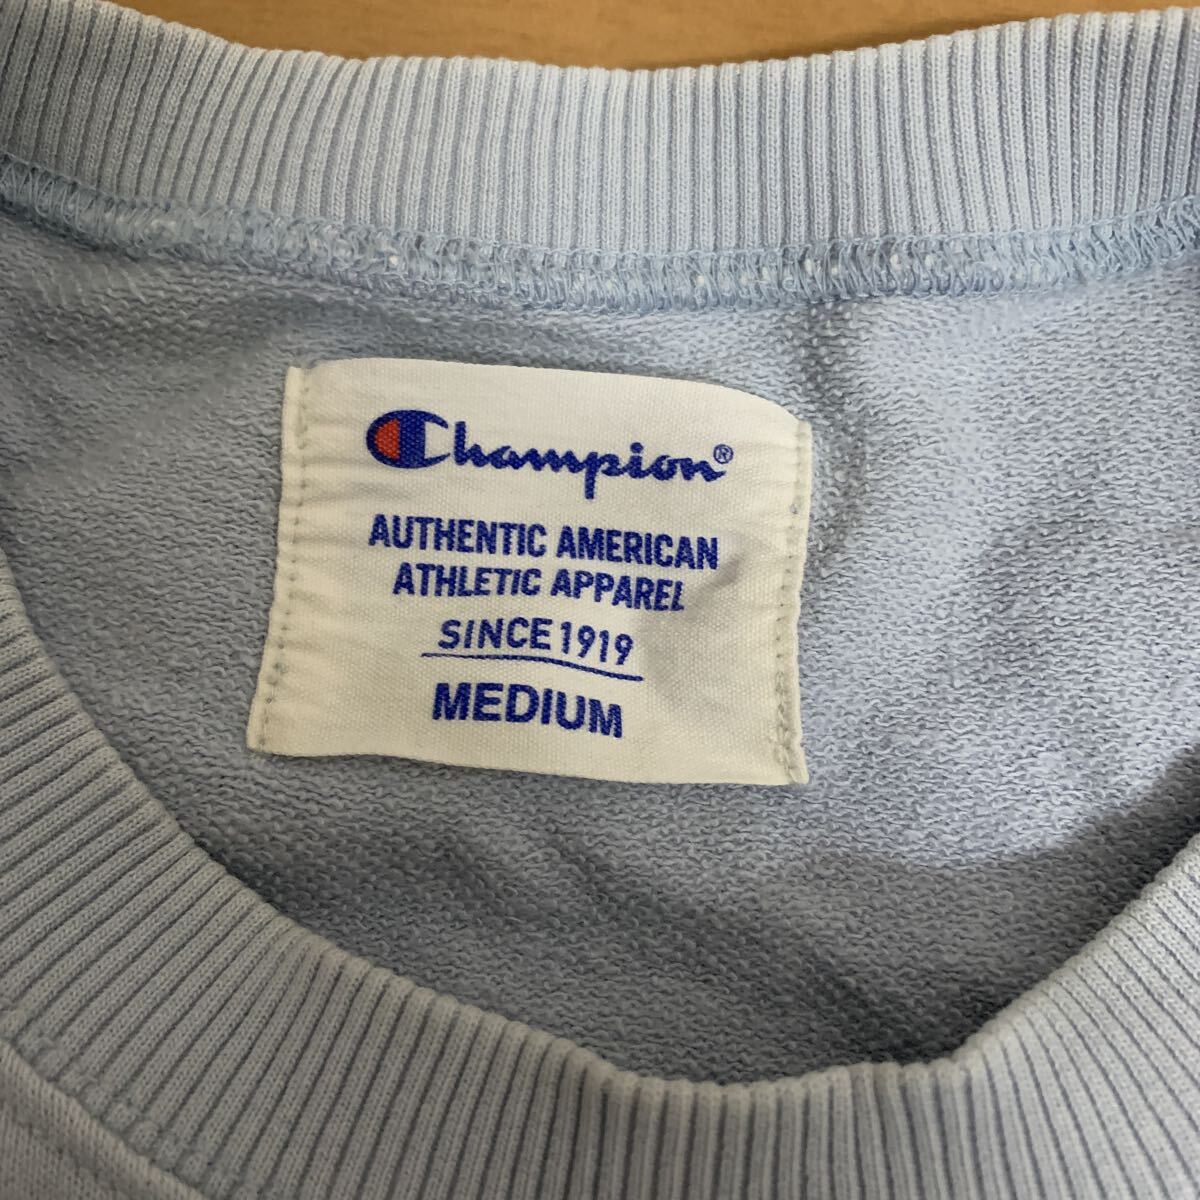 Champion®
AUTHENTIC AMERICAN
ATHLETIC APPAREL
SINCE 1919
MEDIUM